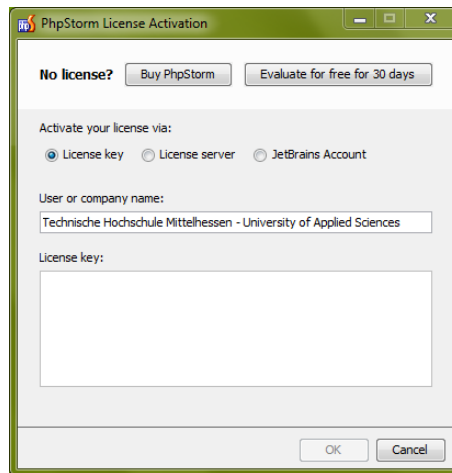 PhpStorm License Activation
No license? Buy PhpStorm Evaluate for free for 30 days
Activate your license via:
License key License server JetBrains Account
User or company name:
Technische Hochschule Mittelhessen - University of Applied Sciences
License key:
OK Cancel